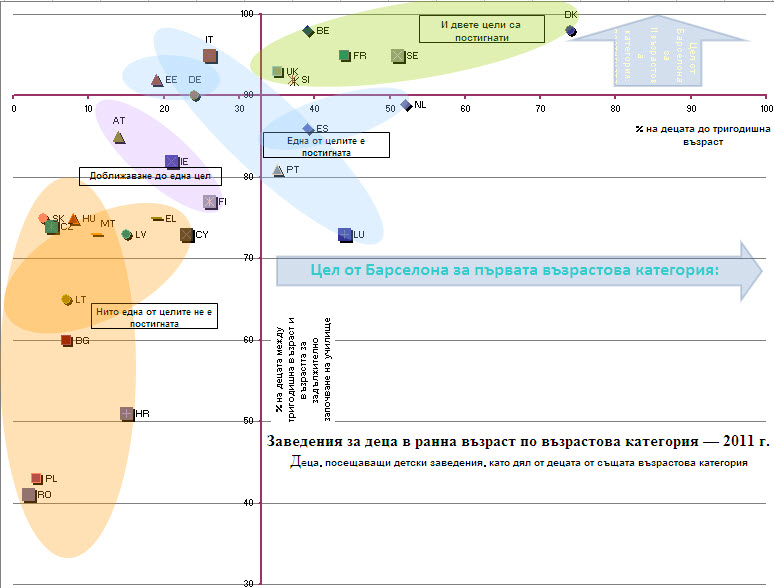 100
DK
IT
BE
И двете цели са
постигнати
FR
SE
UK
SI
EE
DE
90
Цел от
Барселона
за
а
категория
0
10
20
30
40
50
60
70
80
90
100
NL
AT
ES
% на децата до тригодишна
възраст
Една от целите е
постигната
IE
80
PT
Доближаване до една цел
FI
SK
HU
MT
EL
CZ
LV
CY
LU
70
Цел от Барселона за първата възрастова категория:
LT
Нито една от целите не е
постигната
60
BG
% на децата между
тригодишна възраст и
възрастта за
задължително
започване на училище
HR
50
Заведения за деца в ранна възраст по възрастова категория — 2011 г.
Деца, посещаващи детски заведения, като дял от децата от същата възрастова категория
PL
RO
40
30